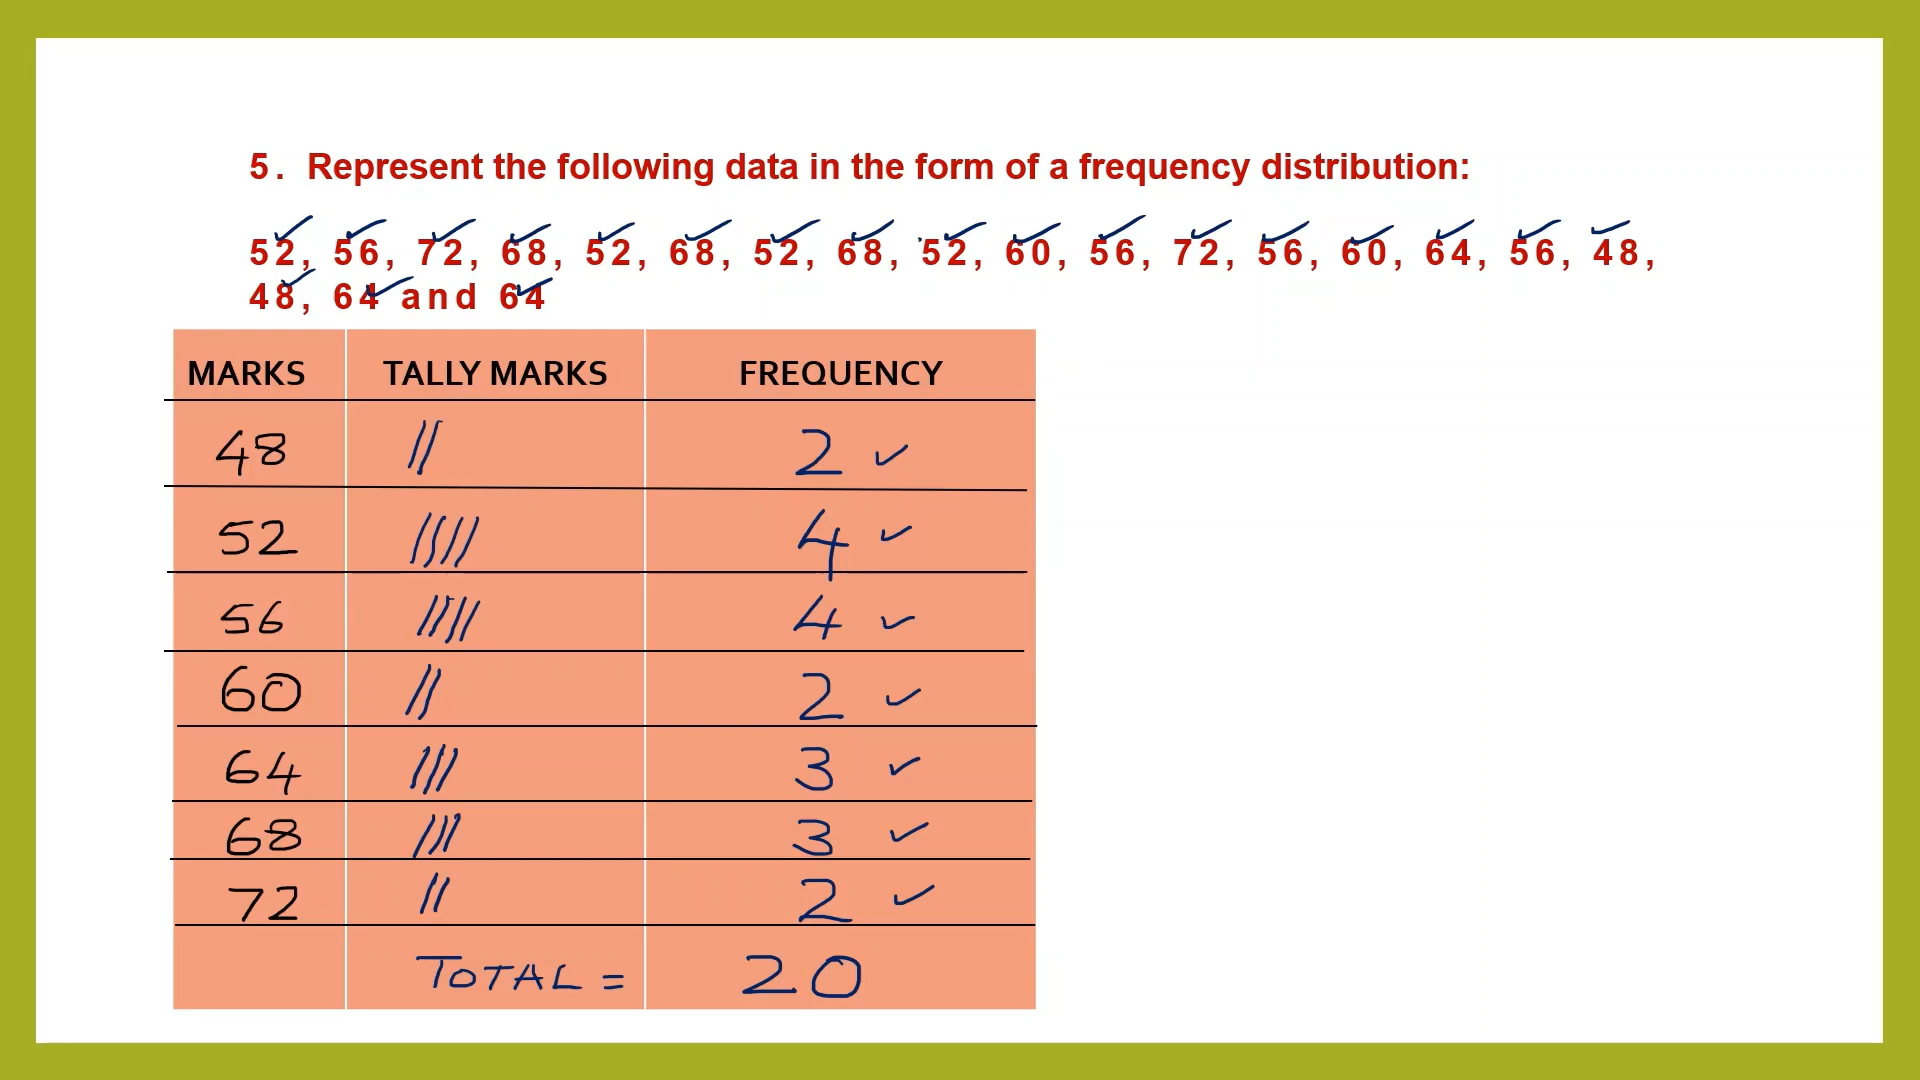 5. Represent the following data in the form of a frequency distribution:
52, 56, 72, 68, 52, 68, 52, 68, 52, 60, 56, 72, 56, 60, 64, 56, 48,
48, 64 and 64
MARKS TALLY MARKS FREQUENCY
48 || 2 ✓
52 |||| 4 ✓
56 |||| 4 ✓
60 || 2 ✓
64 ||| 3 ✓
68 ||| 3 ✓
72 || 2 ✓
TOTAL = 20